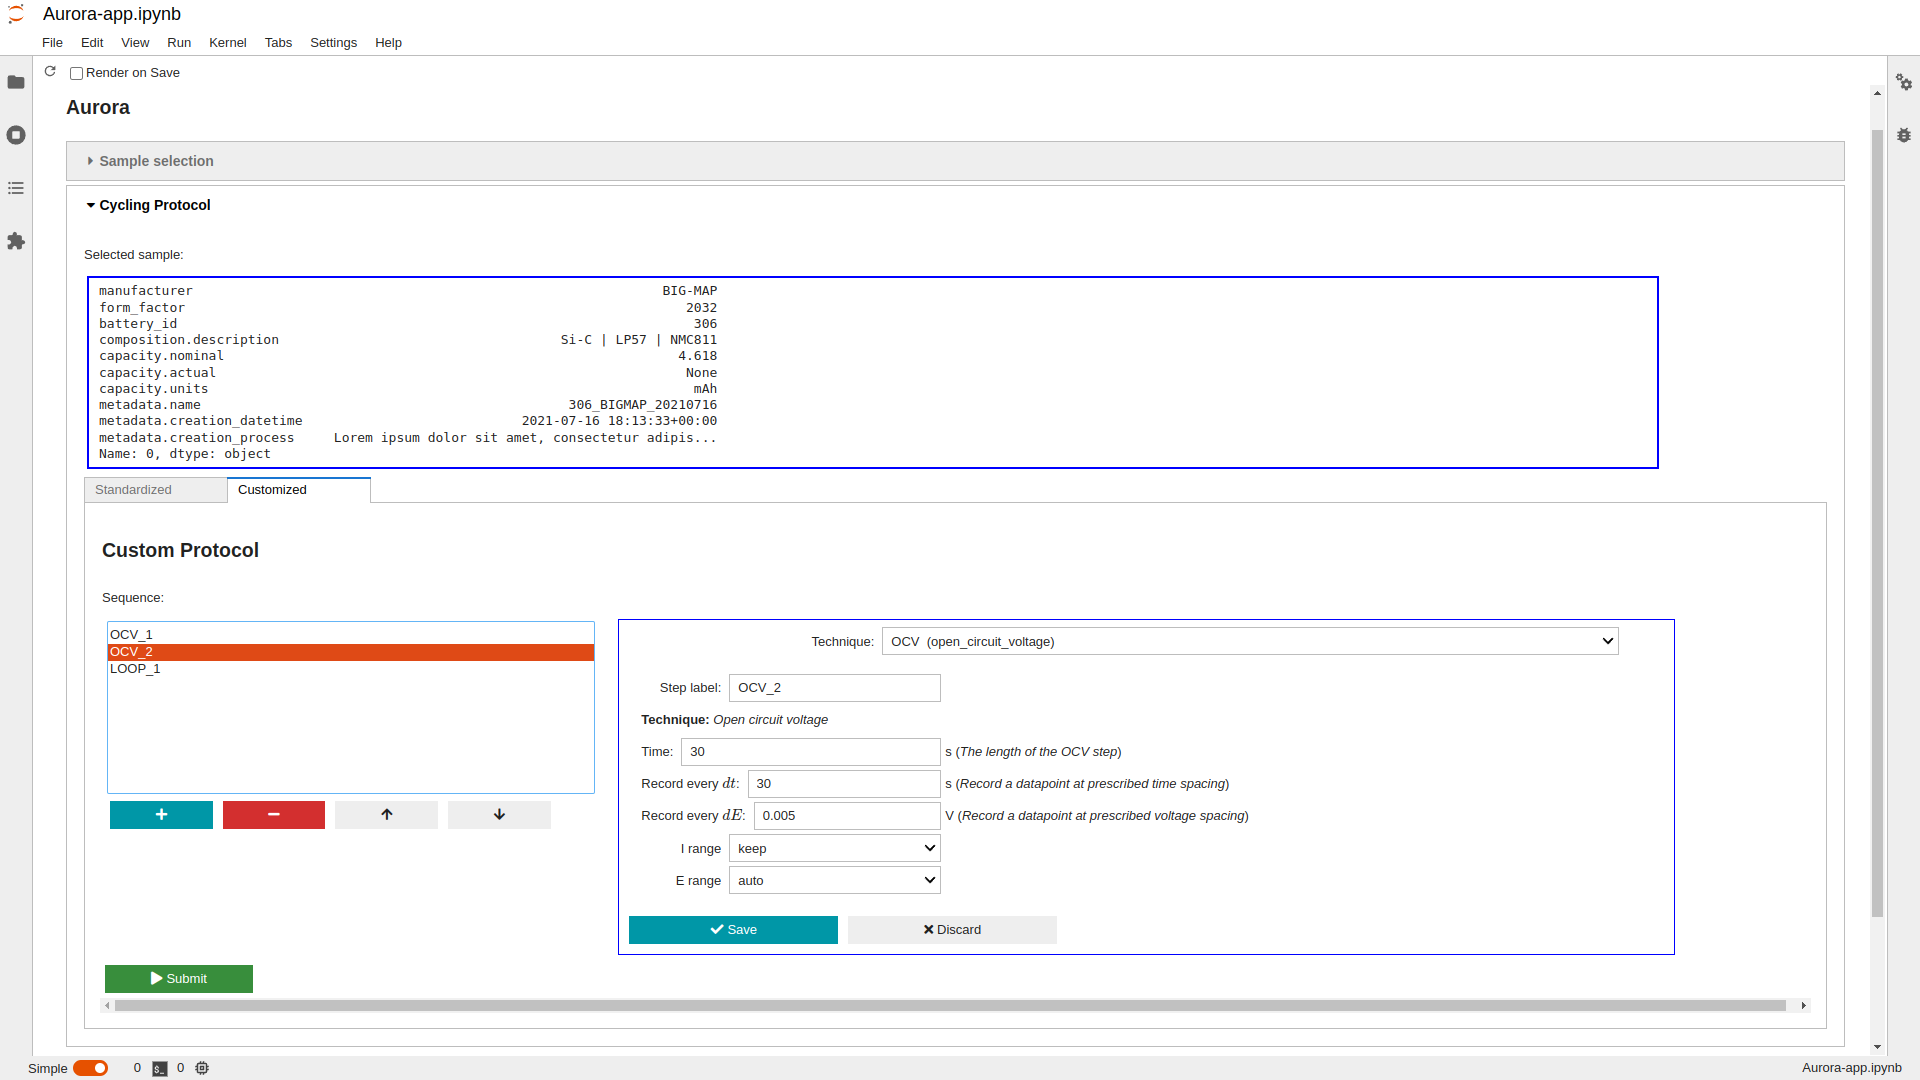 Aurora-app.ipynb
File Edit View Run Kernel Tabs Settings Help
Render on Save
Aurora
Sample selection
Cycling Protocol
Selected sample:
manufacturer BIG-MAP
form_factor 2032
battery_id 306
composition.description Si-C | LP57 | NMC811
capacity.nominal 4.618
capacity.actual None
capacity.units mAh
metadata.name 306_BIGMAP_20210716
metadata.creation_datetime 2021-07-16 18:13:33+00:00
metadata.creation_process Lorem ipsum dolor sit amet, consectetur adipis...
Name: 0, dtype: object
Standardized Customized
Custom Protocol
Sequence:
OCV_1
OCV_2
LOOP_1
Technique: OCV (open_circuit_voltage)
Step label: OCV_2
Technique: Open circuit voltage
Time: 30 s (The length of the OCV step)
Record every dt: 30 s (Record a datapoint at prescribed time spacing)
Record every dE: 0.005 V (Record a datapoint at prescribed voltage spacing)
I range keep
E range auto
Save Discard
Submit
Simple 0 $_ 0 Aurora-app.ipynb